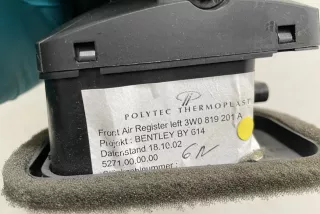 POLYTEC THERMOPLAST
Front Air Register left 3W0 819 201 A
Projekt: BENTLEY BY 614
Datenstand 18.10.02
5271.00.00.00